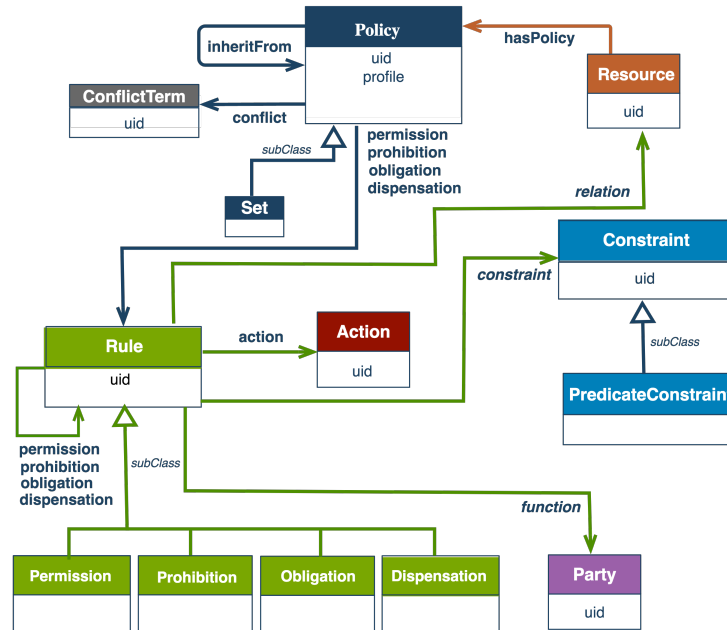 Policy
inheritFrom
hasPolicy
uid
profile
Resource
uid
ConflictTerm
uid
conflict
permission
prohibition
obligation
dispensation
subClass
Set
relation
Constraint
uid
constraint
Rule
uid
action
Action
uid
subClass
PredicateConstrain
permission
prohibition
obligation
dispensation
subClass
function
Permission
Prohibition
Obligation
Dispensation
Party
uid